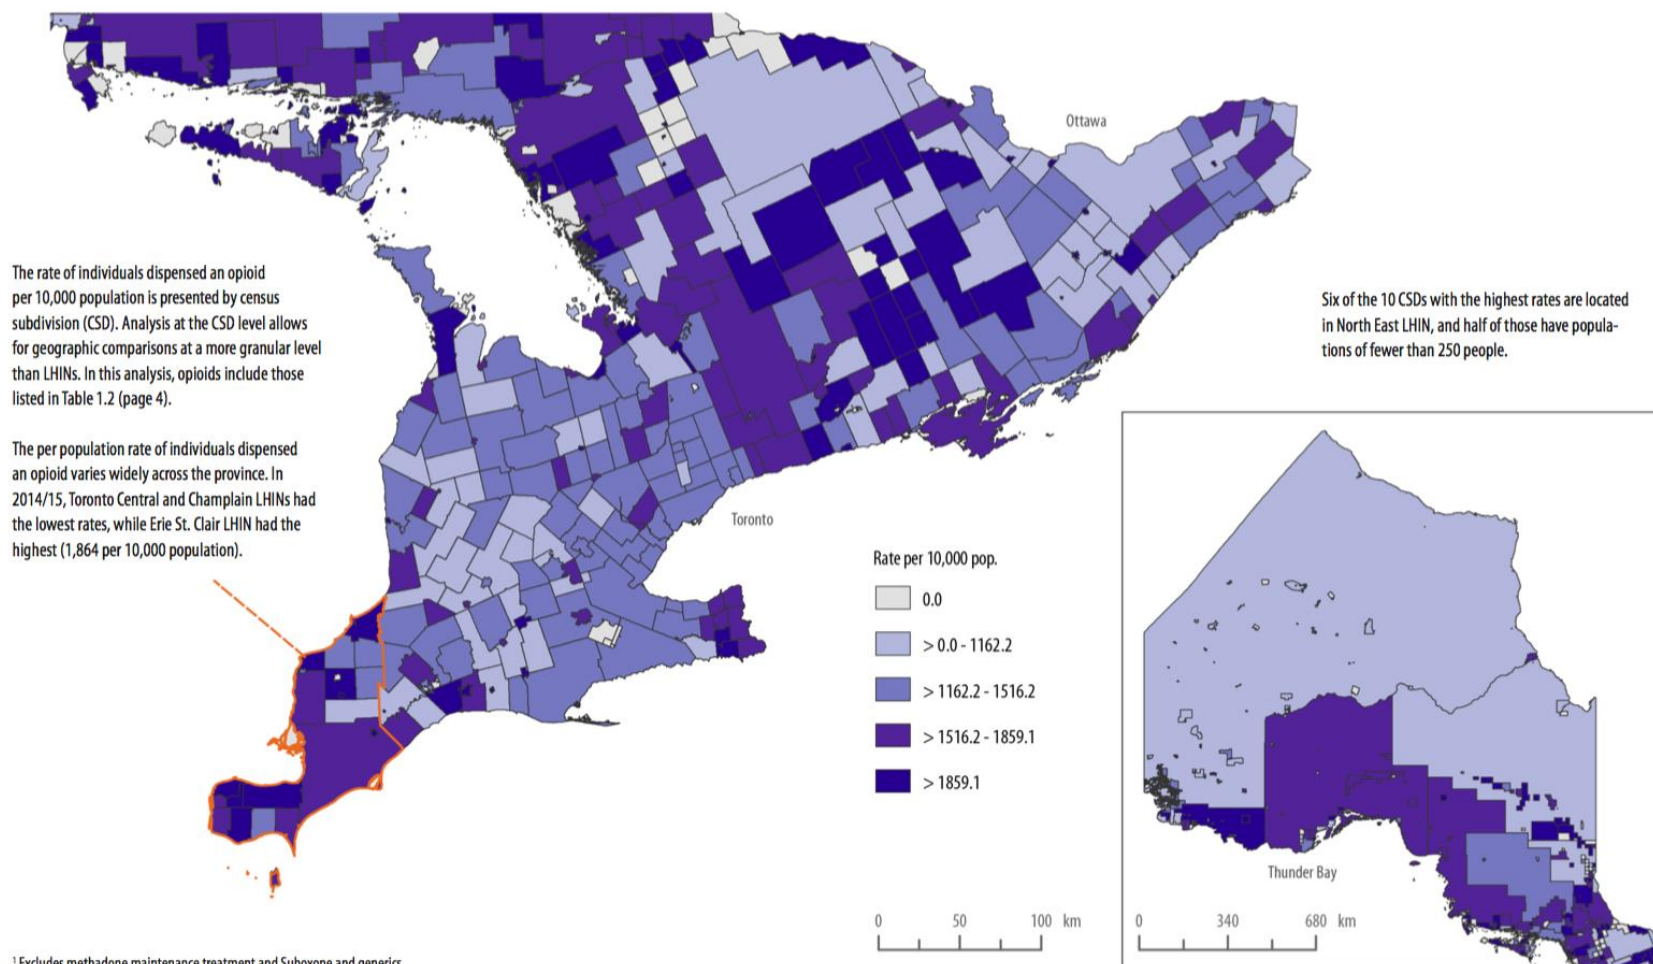 Ottawa
The rate of individuals dispensed an opioid
per 10,000 population is presented by census
subdivision (CSD). Analysis at the CSD level allows
for geographic comparisons at a more granular level
than LHINs. In this analysis, opioids include those
listed in Table 1.2 (page 4).
The per population rate of individuals dispensed
an opioid varies widely across the province. In
2014/15, Toronto Central and Champlain LHINs had
the lowest rates, while Erie St. Clair LHIN had the
highest (1,864 per 10,000 population).
Six of the 10 CSDs with the highest rates are located
in North East LHIN, and half of those have popula-
tions of fewer than 250 people.
Toronto
Rate per 10,000 pop.
0.0
> 0.0 - 1162.2
> 1162.2 - 1516.2
> 1516.2 - 1859.1
> 1859.1
0 50 100 km
Thunder Bay
0 340 680 km
1 Excludes methadone maintenance treatment and Suboxone and generics